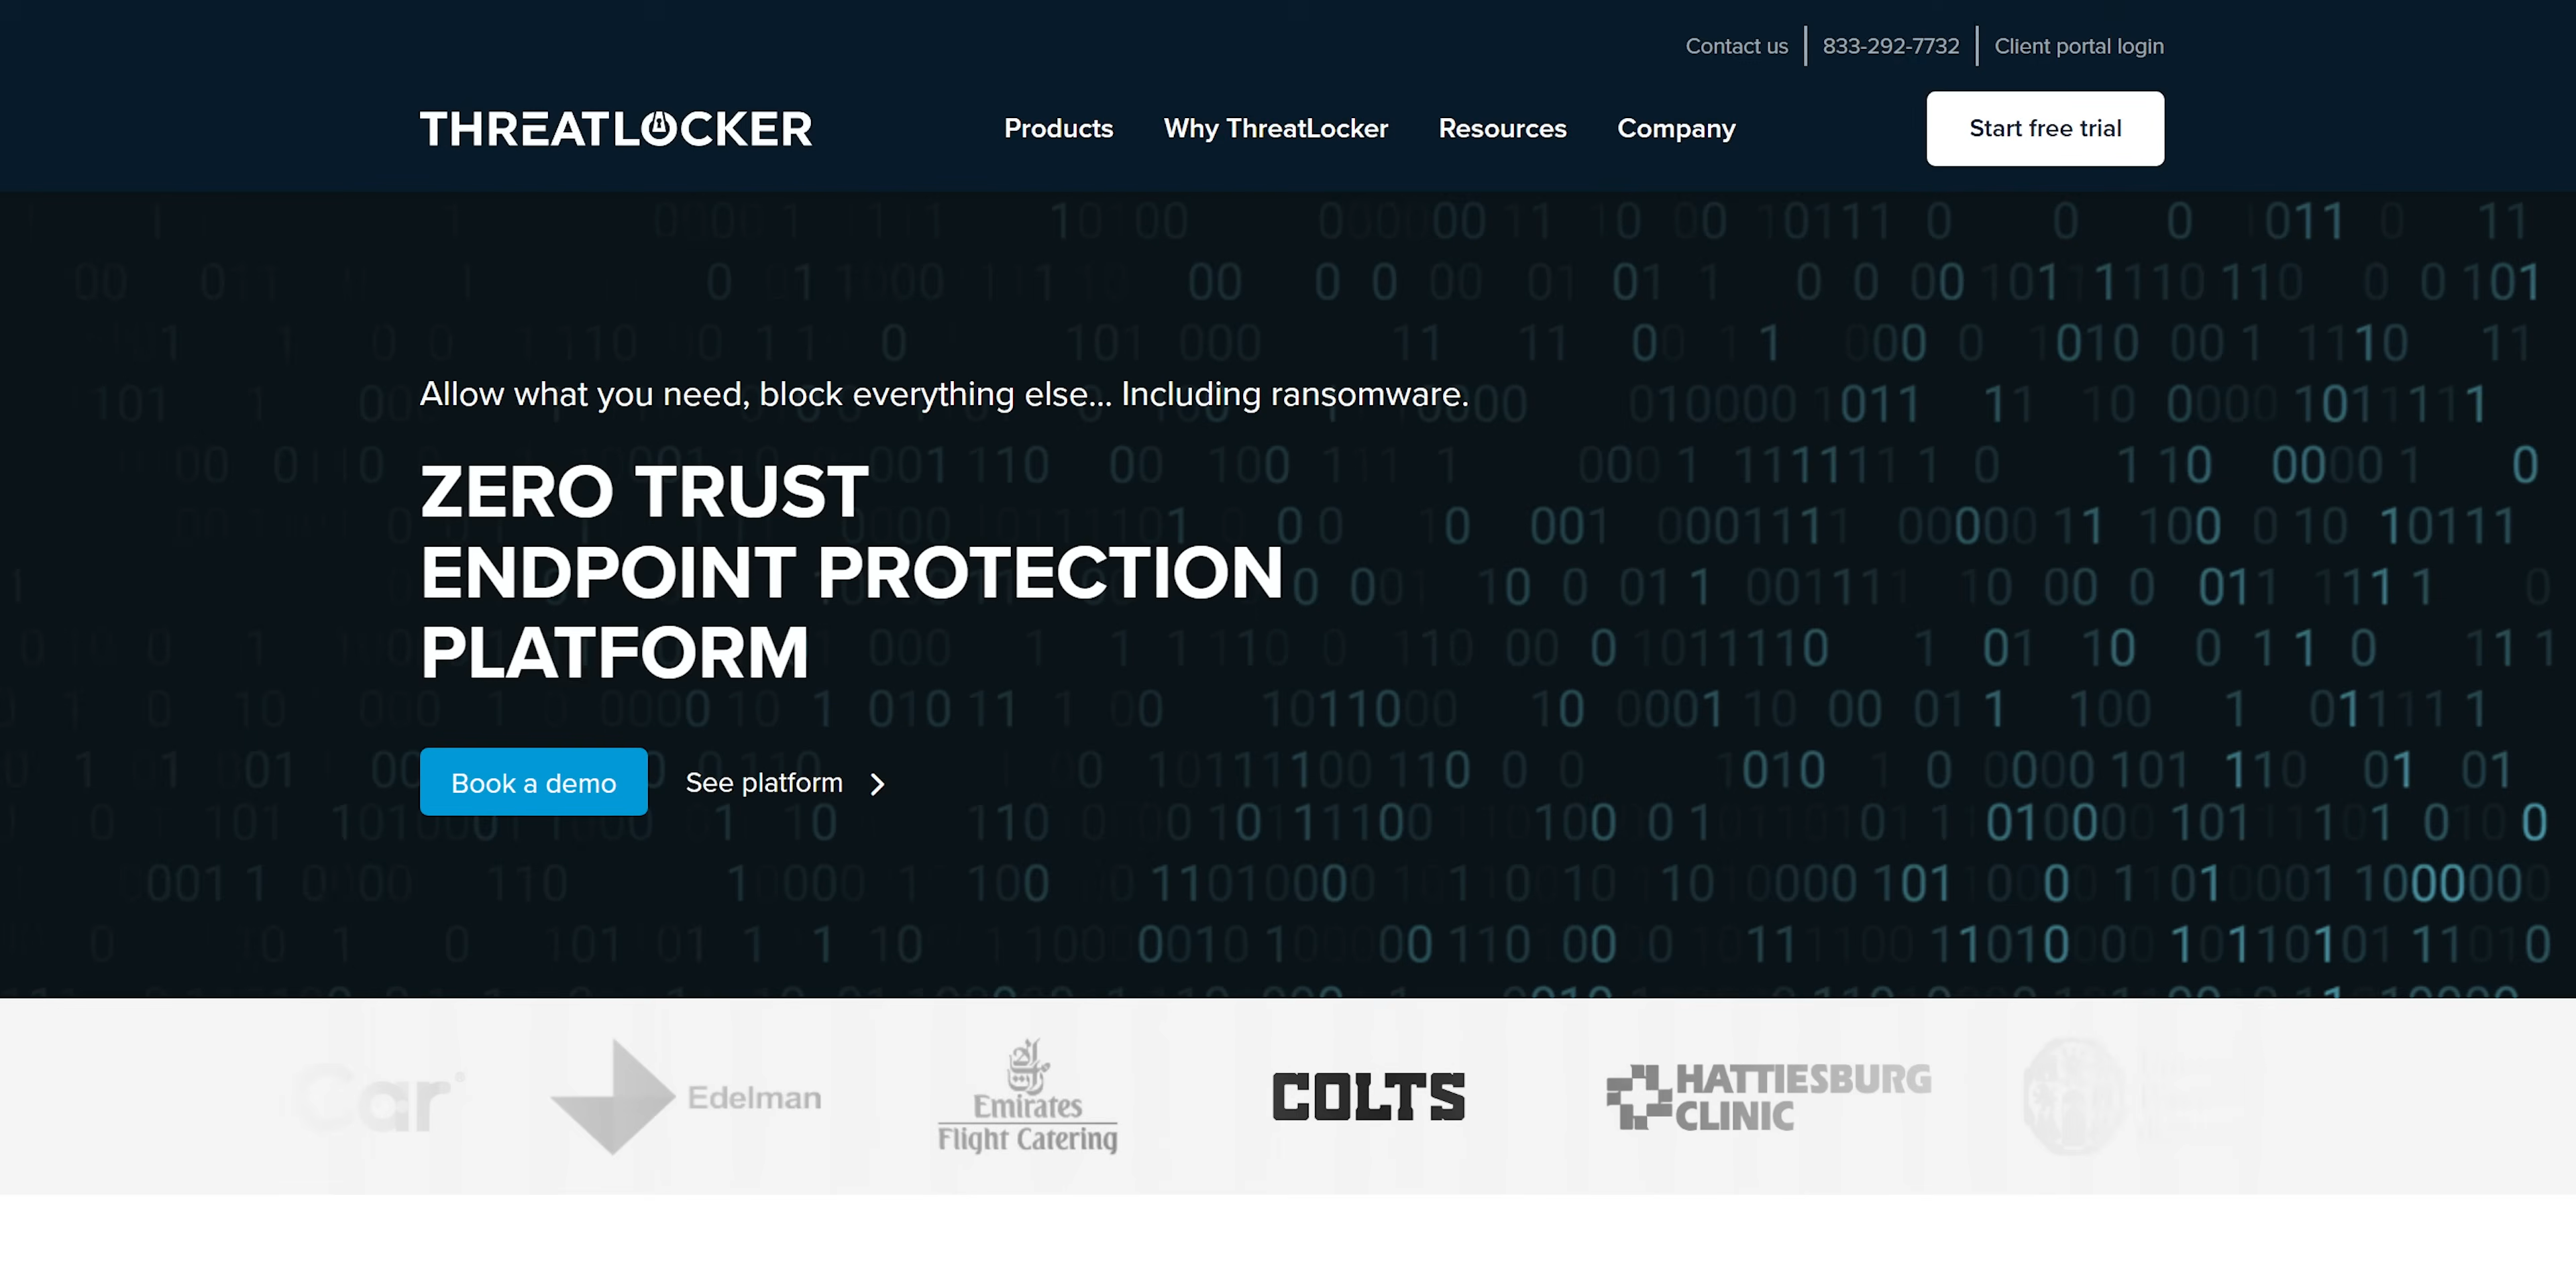 Contact us
833-292-7732
Client portal login
THREATLOCKER
Products
Why ThreatLocker
Resources
Company
Start free trial
Allow what you need, block everything else... Including ransomware.
ZERO TRUST
ENDPOINT PROTECTION
PLATFORM
Book a demo
See platform
Car
Edelman
Emirates
Flight Catering
COLTS
HATTIESBURG
CLINIC